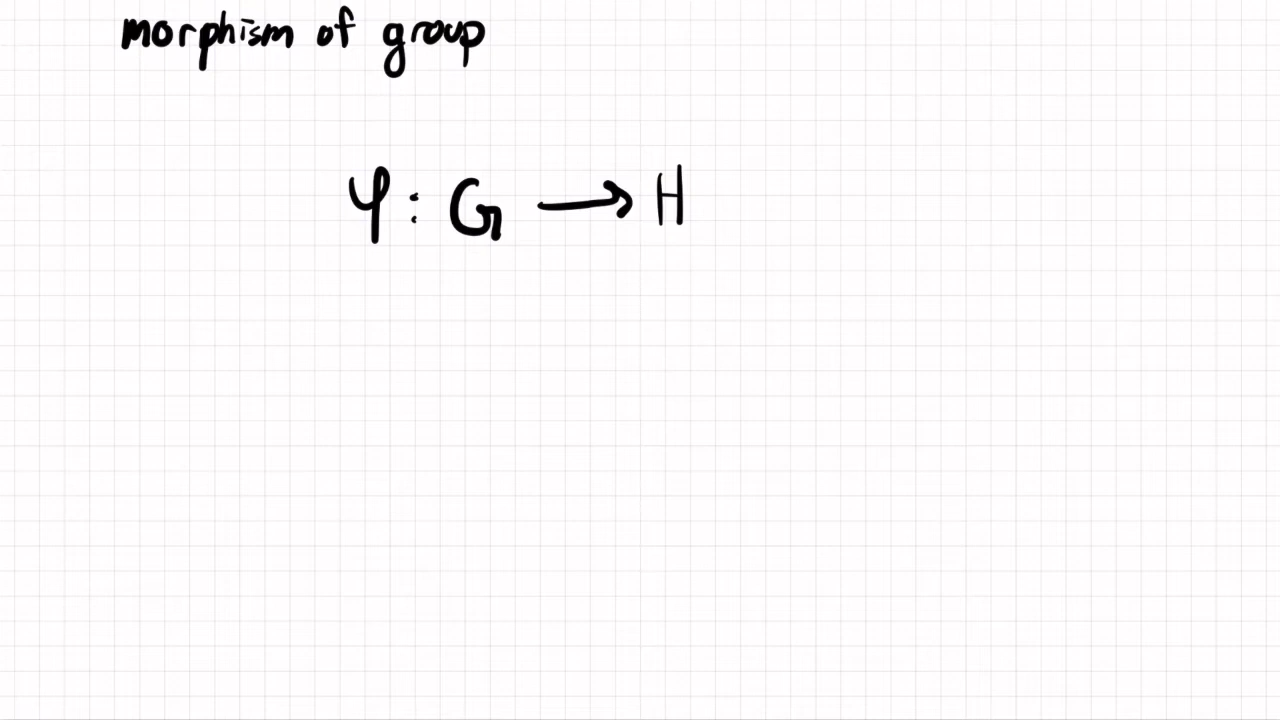 morphism of group
φ : G → H